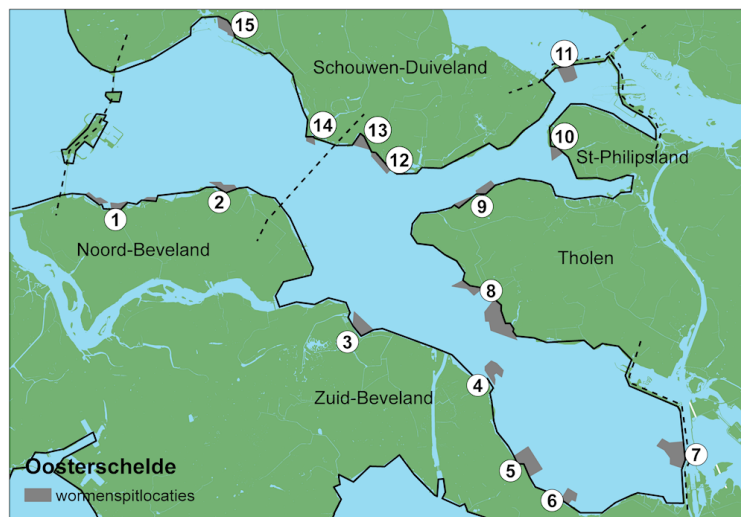 15
11
Schouwen-Duiveland
14
13
12
10
St-Philipsland
1
2
9
Noord-Beveland
Tholen
8
3
4
Zuid-Beveland
7
5
6
Oosterschelde
wormenspitlocaties